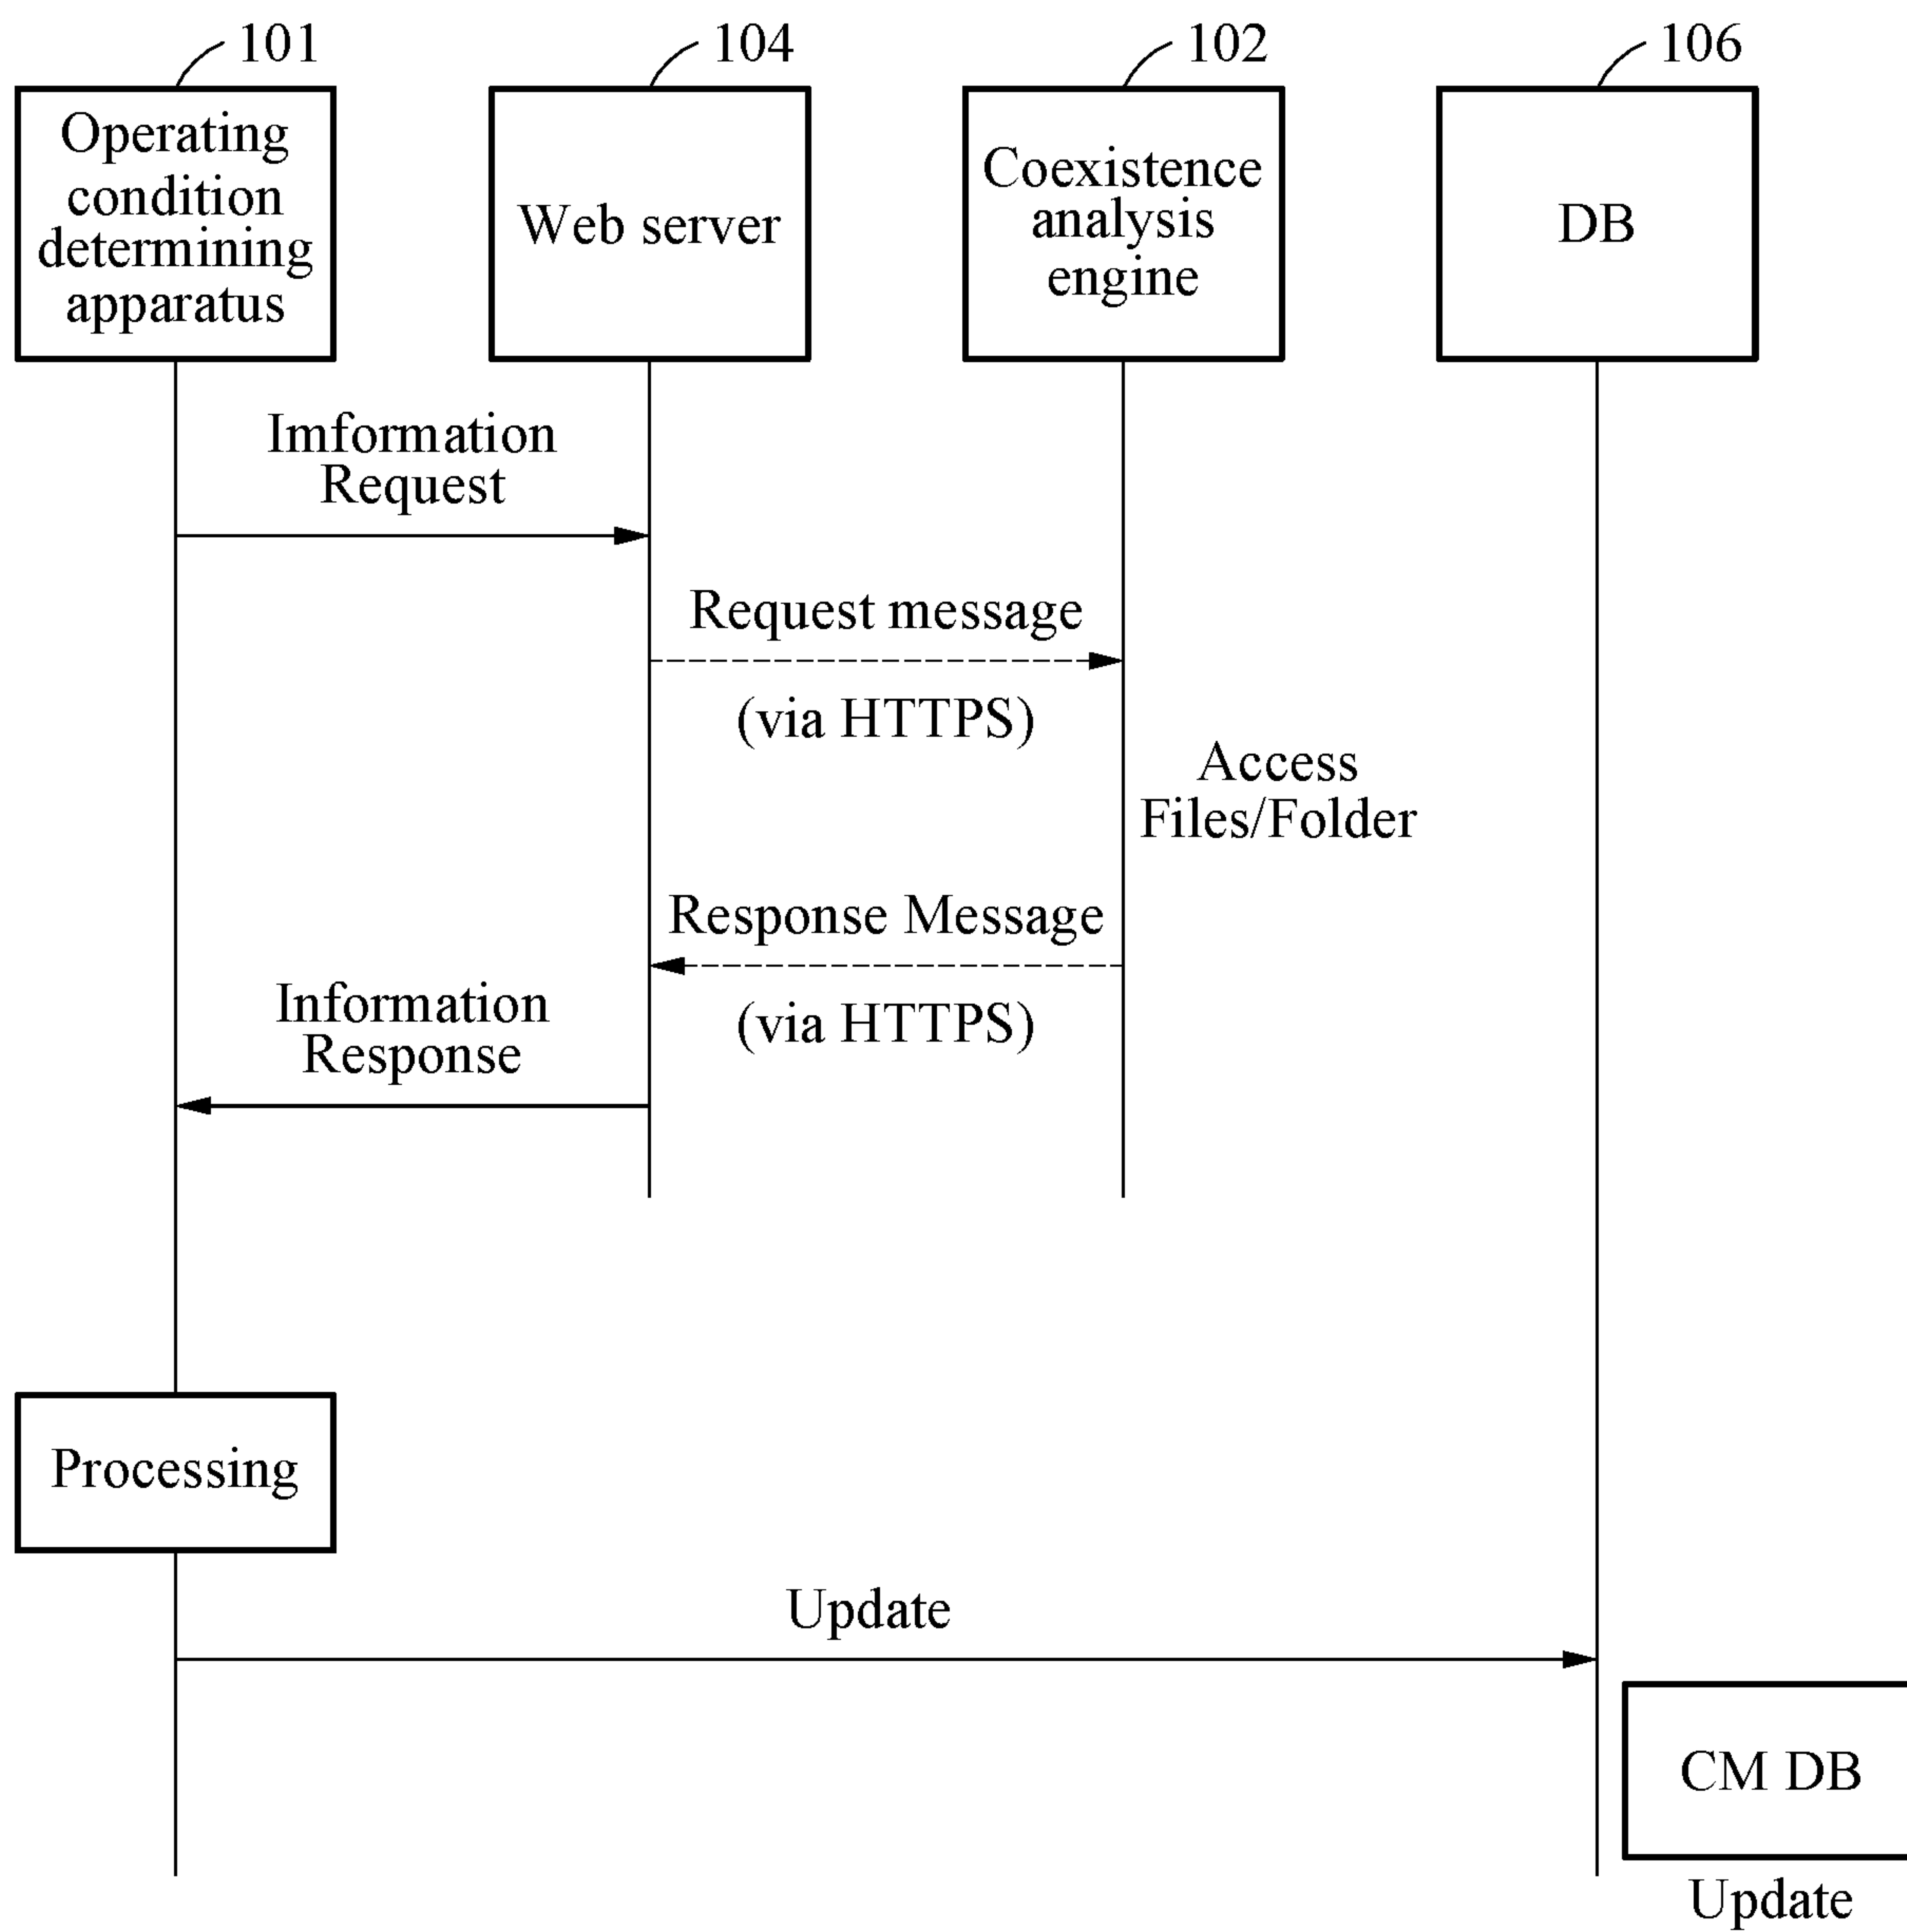 101
104
102
106
Operating
condition
determining
apparatus
Web server
Coexistence
analysis
engine
DB
Imformation
Request
Request message
(via HTTPS)
Access
Files/Folder
Response Message
(via HTTPS)
Information
Response
Processing
Update
CM DB
Update